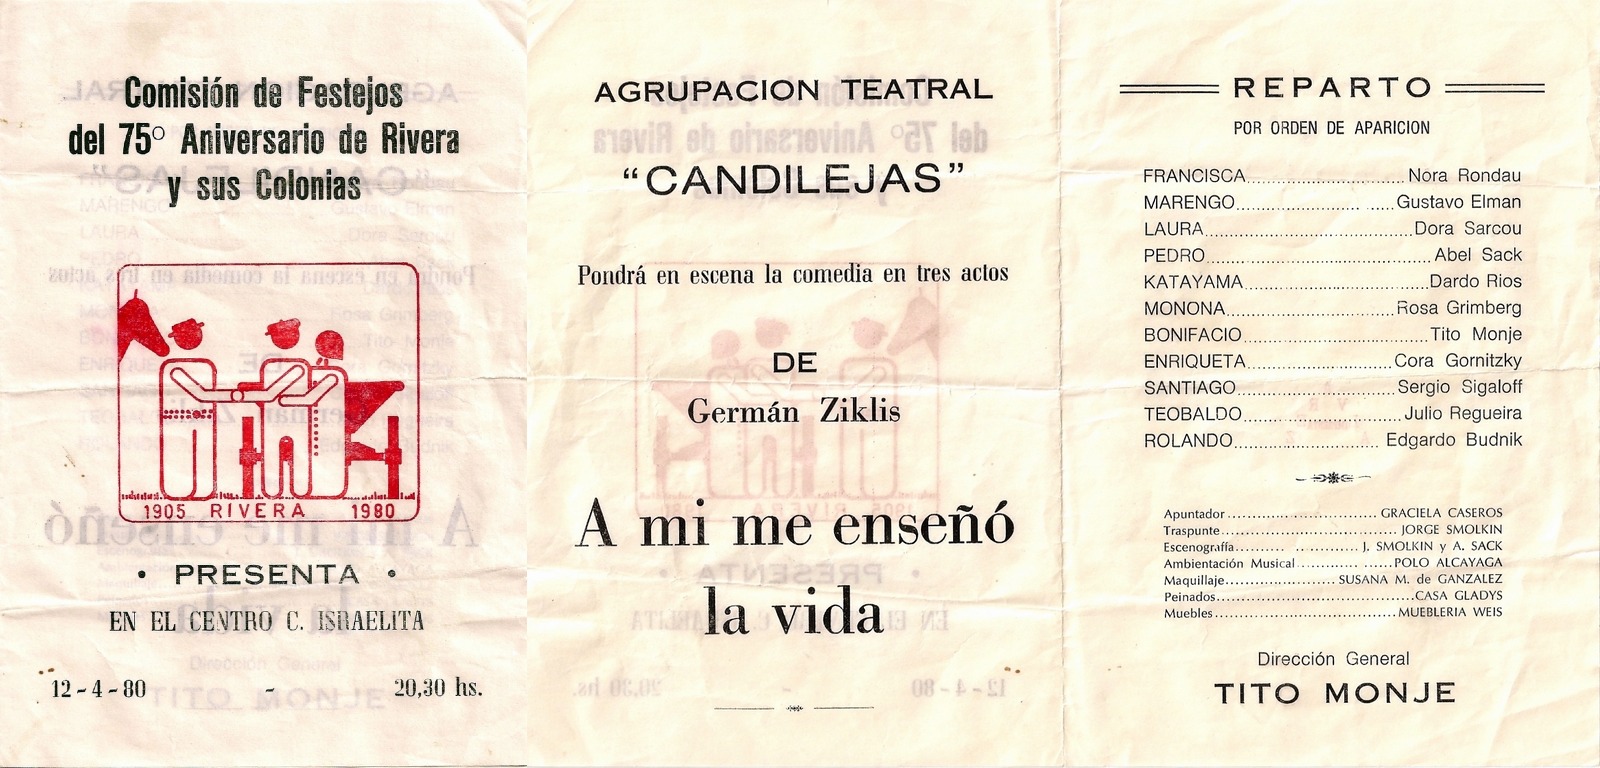 Comisión de Festejos
del 75° Aniversario de Rivera
y sus Colonias
1905 RIVERA 1980
• PRESENTA •
EN EL CENTRO C. ISRAELITA
12 - 4 - 80 - 20,30 hs.
AGRUPACION TEATRAL
“CANDILEJAS”
Pondrá en escena la comedia en tres actos
DE
Germán Ziklis
A mi me enseñó
la vida
REPARTO
POR ORDEN DE APARICION
FRANCISCA........................Nora Rondau
MARENGO........................Gustavo Elman
LAURA........................Dora Sarcou
PEDRO........................Abel Sack
KATAYAMA........................Dardo Rios
MONONA........................Rosa Grimberg
BONIFACIO........................Tito Monje
ENRIQUETA........................Cora Gornitzky
SANTIAGO........................Sergio Sigaloff
TEOBALDO........................Julio Regueira
ROLANDO........................Edgardo Budnik
Apuntador........................GRACIELA CASEROS
Traspunte........................JORGE SMOLKIN
Escenografía........................J. SMOLKIN y A. SACK
Ambientación Musical........................POLO ALCAYAGA
Maquillaje........................SUSANA M. de GANZALEZ
Peinados........................CASA GLADYS
Muebles........................MUEBLERIA WEIS
Dirección General
TITO MONJE